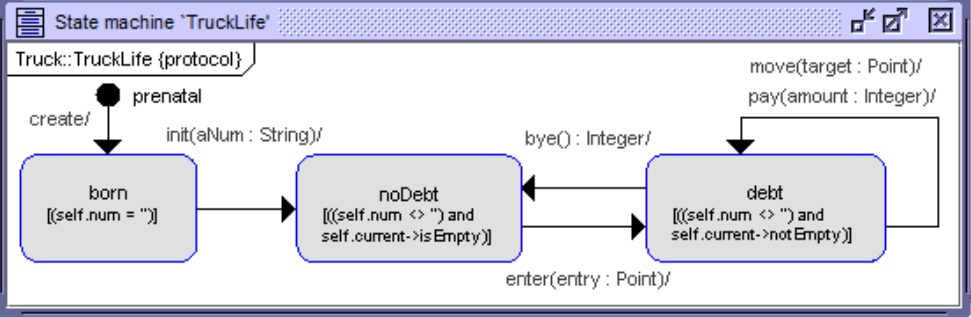 State machine `TruckLife'
Truck::TruckLife {protocol}
move(target : Point)/
prenatal
pay(amount : Integer)/
create/
init(aNum : String)/
bye() : Integer/
born
[(self.num = '')]
noDebt
[((self.num <> '') and
self.current->isEmpty)]
debt
[((self.num <> '') and
self.current->notEmpty)]
enter(entry : Point)/